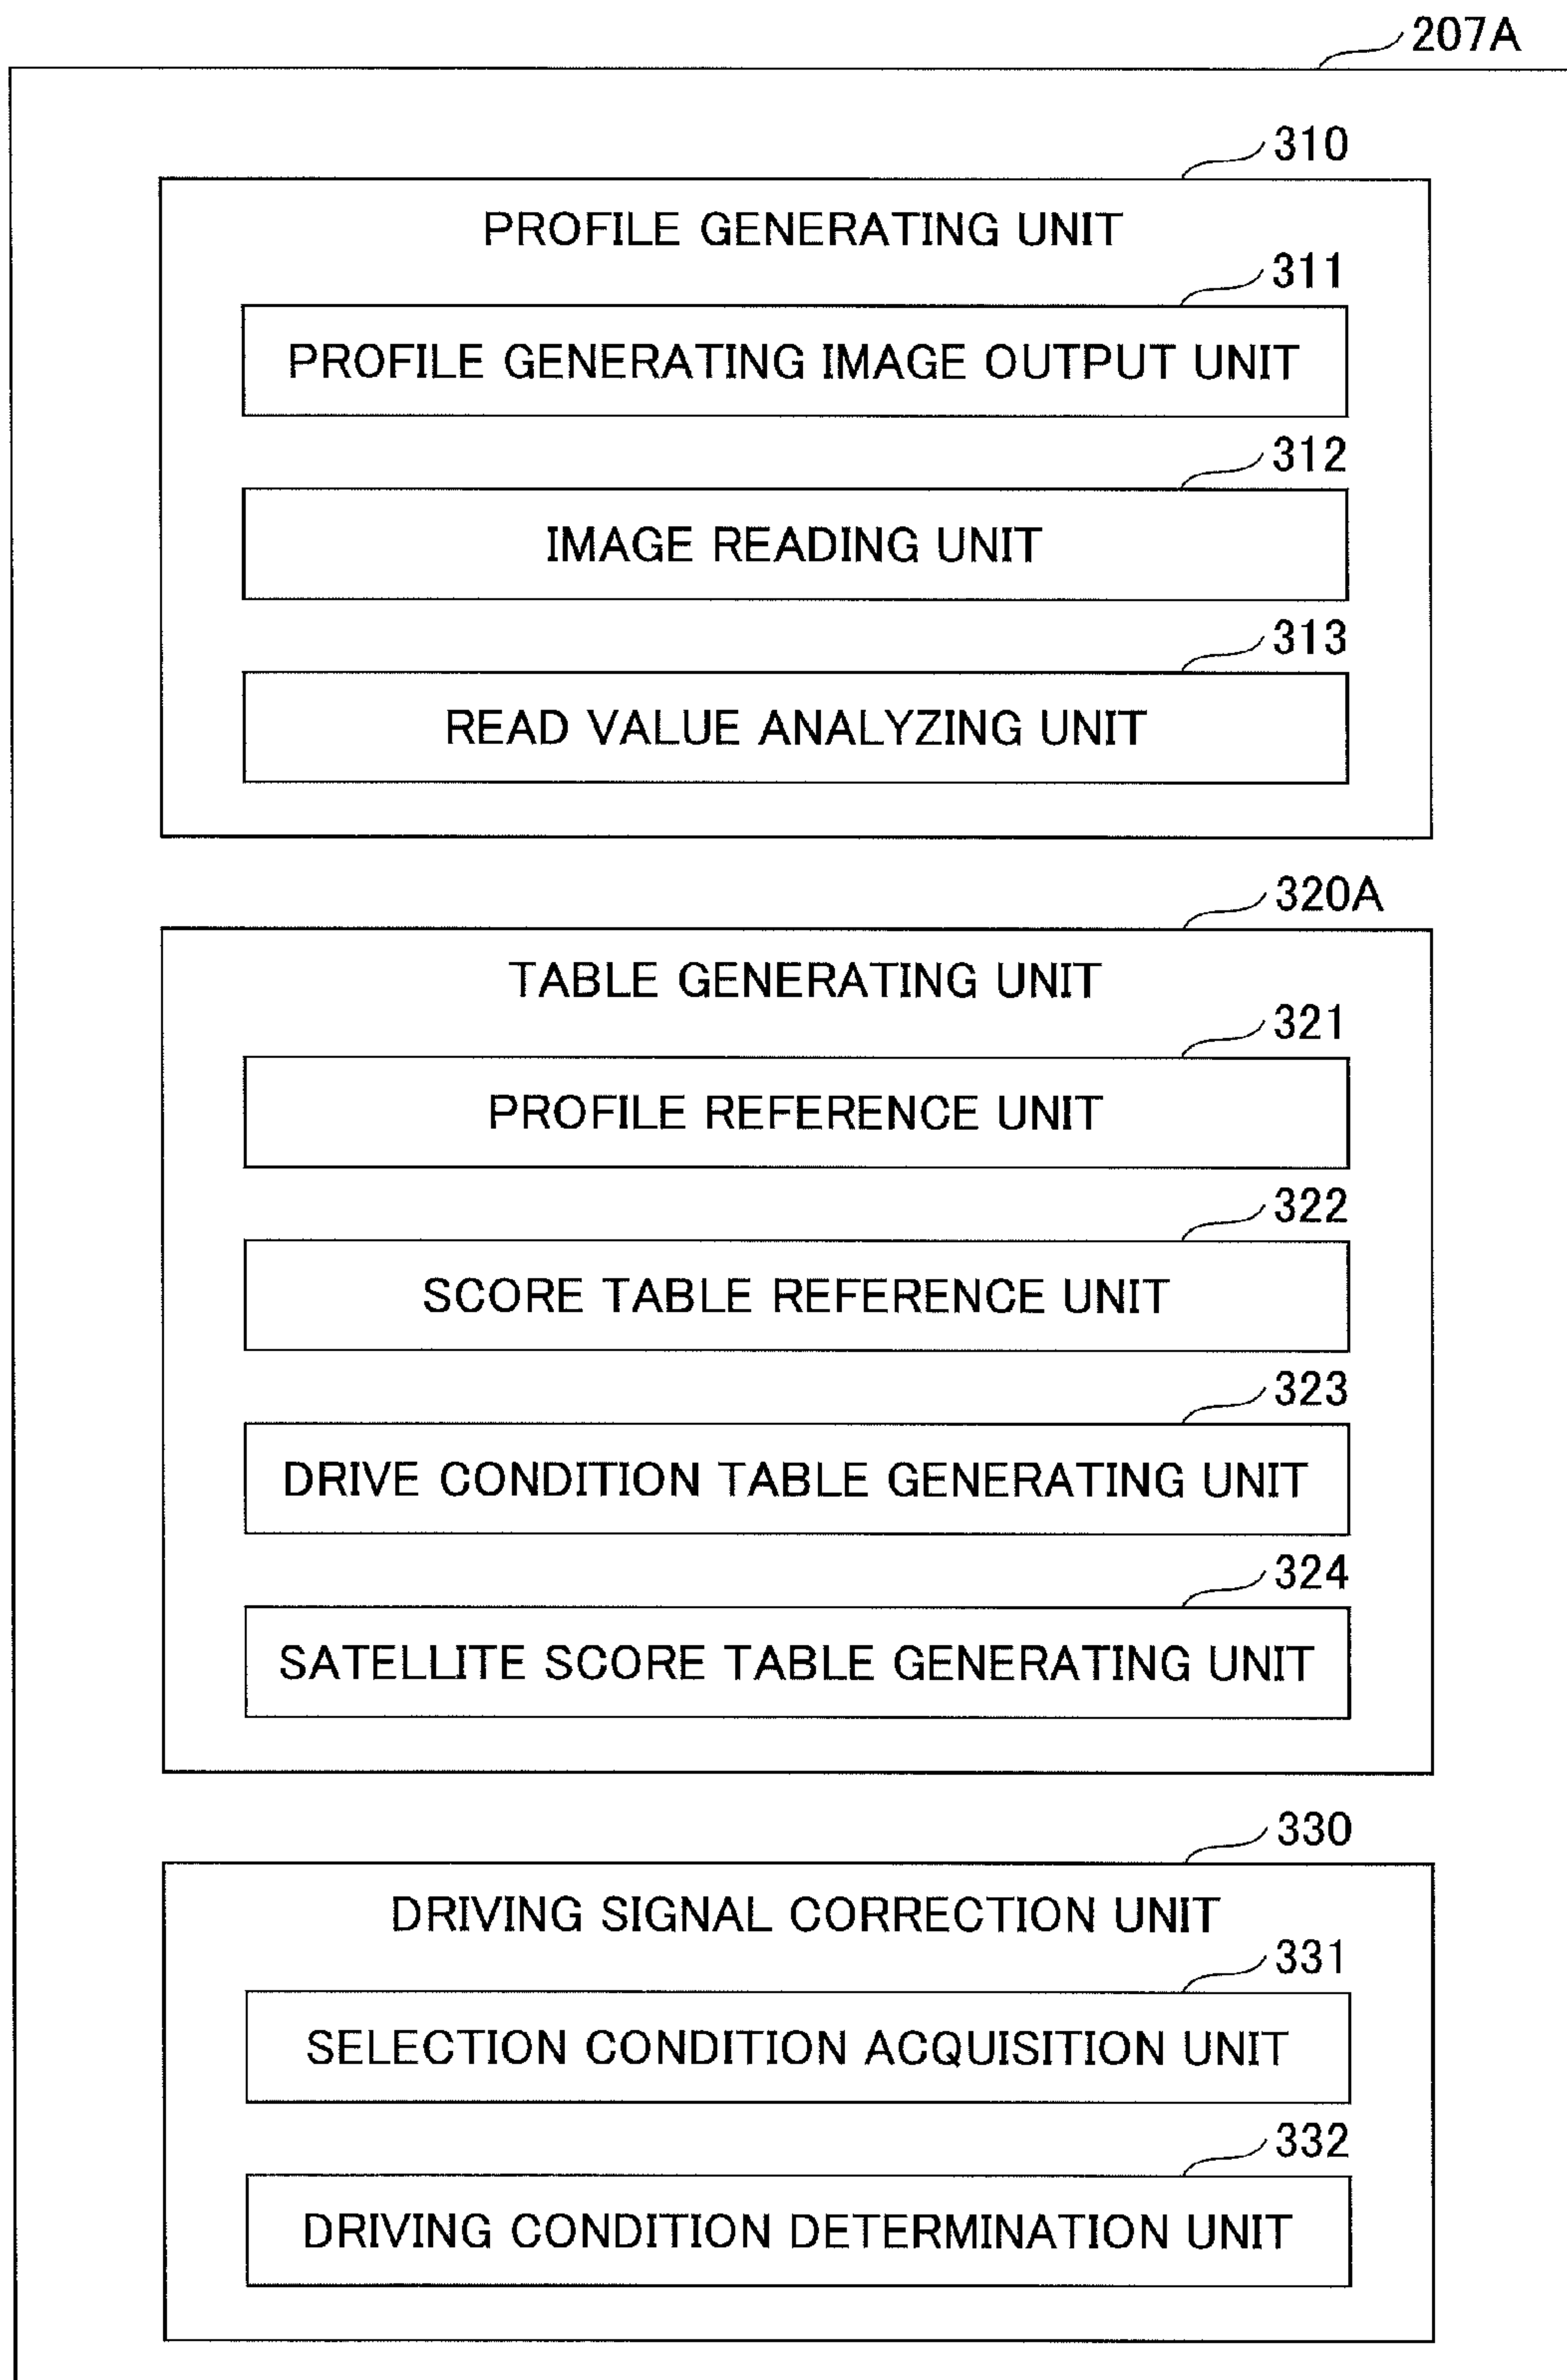 207A
310
PROFILE GENERATING UNIT
311
PROFILE GENERATING IMAGE OUTPUT UNIT
312
IMAGE READING UNIT
313
READ VALUE ANALYZING UNIT
320A
TABLE GENERATING UNIT
321
PROFILE REFERENCE UNIT
322
SCORE TABLE REFERENCE UNIT
323
DRIVE CONDITION TABLE GENERATING UNIT
324
SATELLITE SCORE TABLE GENERATING UNIT
330
DRIVING SIGNAL CORRECTION UNIT
331
SELECTION CONDITION ACQUISITION UNIT
332
DRIVING CONDITION DETERMINATION UNIT